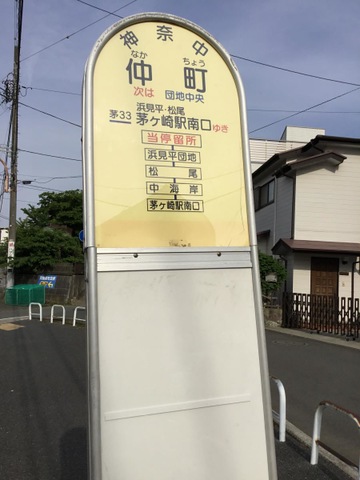 神奈中
なか ちょう
仲町
次は 団地中央
浜見平・松尾
茅33 茅ヶ崎駅南口ゆき
当停留所
浜見平団地
松尾
中海岸
茅ヶ崎駅南口